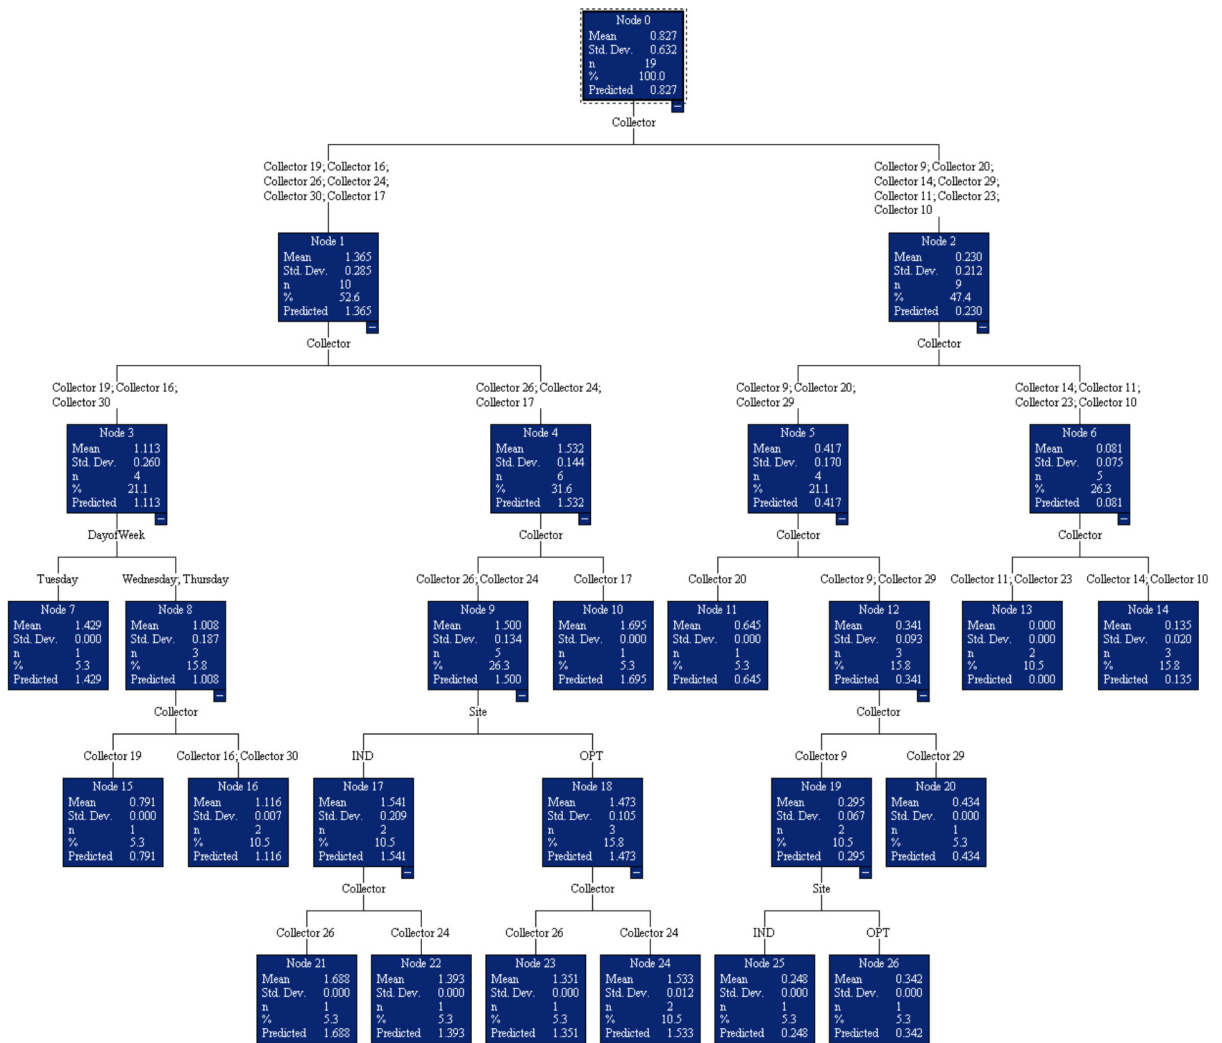 Node 0
Mean 0.827
Std. Dev. 0.632
n 19
% 100.0
Predicted 0.827
Collector
Collector 19; Collector 16;
Collector 26; Collector 24;
Collector 30; Collector 17
Collector 9; Collector 20;
Collector 14; Collector 29;
Collector 11; Collector 23;
Collector 10
Node 1
Mean 1.365
Std. Dev. 0.285
n 10
% 52.6
Predicted 1.365
Collector
Node 2
Mean 0.230
Std. Dev. 0.212
n 9
% 47.4
Predicted 0.230
Collector
Collector 19; Collector 16;
Collector 30
Collector 26; Collector 24;
Collector 17
Collector 9; Collector 20;
Collector 29
Collector 14; Collector 11;
Collector 23; Collector 10
Node 3
Mean 1.113
Std. Dev. 0.260
n 4
% 21.1
Predicted 1.113
DayofWeek
Node 4
Mean 1.532
Std. Dev. 0.144
n 6
% 31.6
Predicted 1.532
Collector
Node 5
Mean 0.417
Std. Dev. 0.170
n 4
% 21.1
Predicted 0.417
Collector
Node 6
Mean 0.081
Std. Dev. 0.075
n 5
% 26.3
Predicted 0.081
Collector
Tuesday
Wednesday; Thursday
Collector 26; Collector 24
Collector 17
Collector 20
Collector 9; Collector 29
Collector 11; Collector 23
Collector 14; Collector 10
Node 7
Mean 1.429
Std. Dev. 0.000
n 1
% 5.3
Predicted 1.429
Node 8
Mean 1.008
Std. Dev. 0.187
n 3
% 15.8
Predicted 1.008
Collector
Node 9
Mean 1.500
Std. Dev. 0.134
n 5
% 26.3
Predicted 1.500
Site
Node 10
Mean 1.695
Std. Dev. 0.000
n 1
% 5.3
Predicted 1.695
Node 11
Mean 0.645
Std. Dev. 0.000
n 1
% 5.3
Predicted 0.645
Node 12
Mean 0.341
Std. Dev. 0.093
n 3
% 15.8
Predicted 0.341
Collector
Node 13
Mean 0.000
Std. Dev. 0.000
n 2
% 10.5
Predicted 0.000
Node 14
Mean 0.135
Std. Dev. 0.020
n 3
% 15.8
Predicted 0.135
Collector 19
Collector 16; Collector 30
IND
OPT
Collector 9
Collector 29
Node 15
Mean 0.791
Std. Dev. 0.000
n 1
% 5.3
Predicted 0.791
Node 16
Mean 1.116
Std. Dev. 0.007
n 2
% 10.5
Predicted 1.116
Node 17
Mean 1.541
Std. Dev. 0.209
n 2
% 10.5
Predicted 1.541
Collector
Node 18
Mean 1.473
Std. Dev. 0.105
n 3
% 15.8
Predicted 1.473
Collector
Node 19
Mean 0.295
Std. Dev. 0.067
n 2
% 10.5
Predicted 0.295
Site
Node 20
Mean 0.434
Std. Dev. 0.000
n 1
% 5.3
Predicted 0.434
Collector 26
Collector 24
Collector 26
Collector 24
IND
OPT
Node 21
Mean 1.688
Std. Dev. 0.000
n 1
% 5.3
Predicted 1.688
Node 22
Mean 1.393
Std. Dev. 0.000
n 1
% 5.3
Predicted 1.393
Node 23
Mean 1.351
Std. Dev. 0.000
n 1
% 5.3
Predicted 1.351
Node 24
Mean 1.533
Std. Dev. 0.012
n 2
% 10.5
Predicted 1.533
Node 25
Mean 0.248
Std. Dev. 0.000
n 1
% 5.3
Predicted 0.248
Node 26
Mean 0.342
Std. Dev. 0.000
n 1
% 5.3
Predicted 0.342